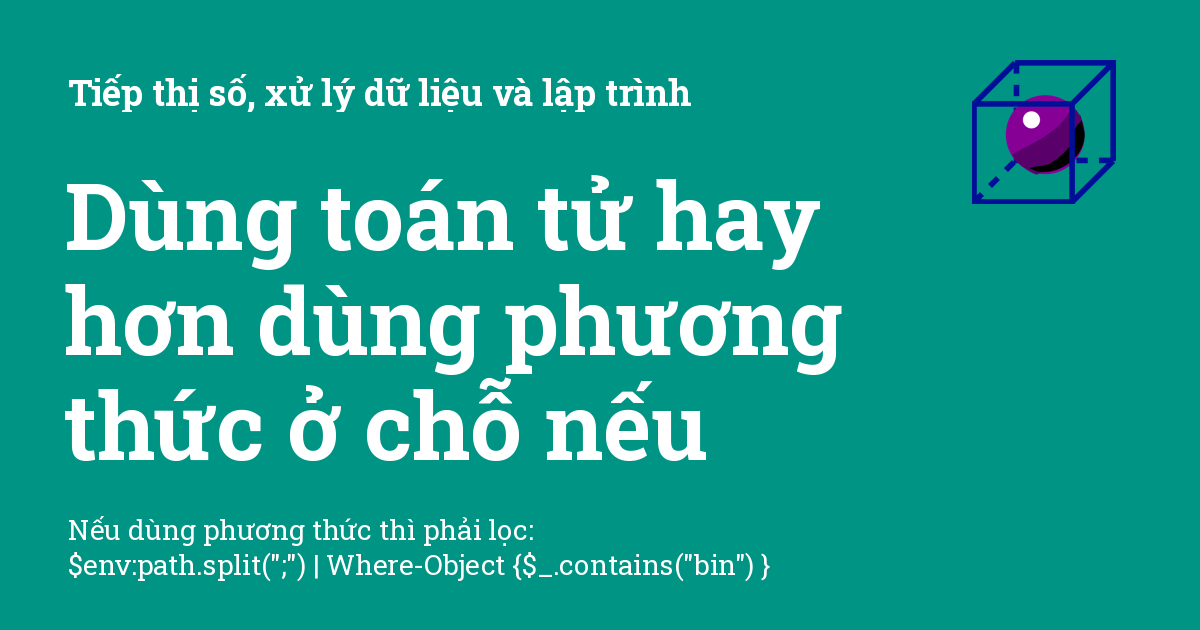 Tiếp thị số, xử lý dữ liệu và lập trình
Dùng toán tử hay
hơn dùng phương
thức ở chỗ nếu
Nếu dùng phương thức thì phải lọc:
$env:path.split(";") | Where-Object {$_.contains("bin") }